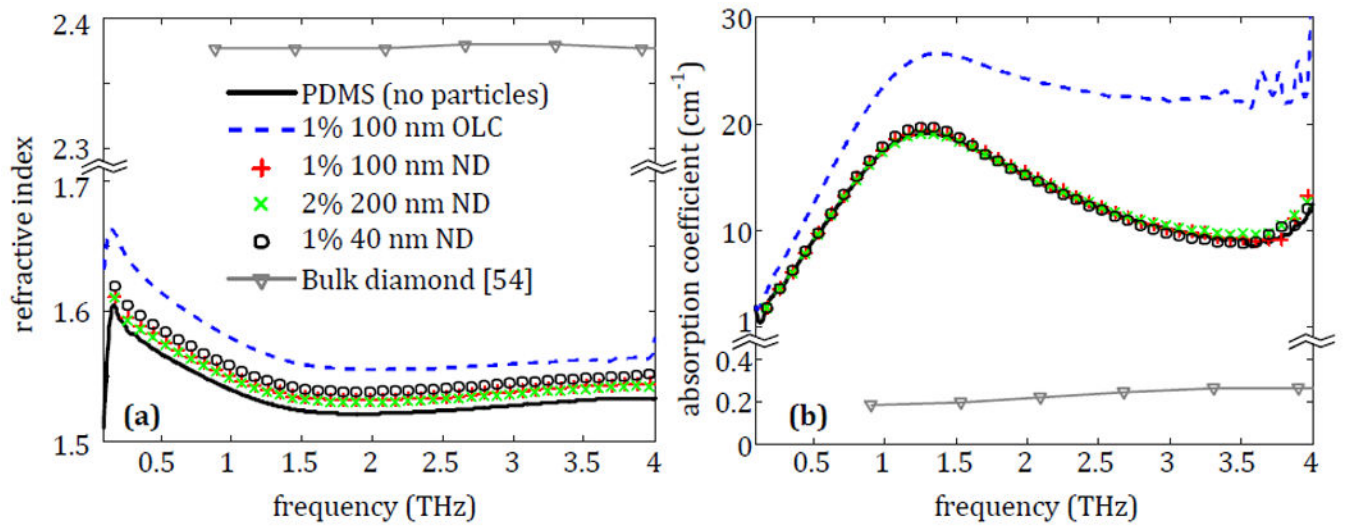 2.4
2.3
1.7
1.6
1.5
refractive index
PDMS (no particles)
1% 100 nm OLC
1% 100 nm ND
2% 200 nm ND
1% 40 nm ND
Bulk diamond [54]
(a)
0.5 1 1.5 2 2.5 3 3.5 4
frequency (THz)
30
20
10
1
0.4
0.2
0
absorption coefficient (cm⁻¹)
(b)
0.5 1 1.5 2 2.5 3 3.5 4
frequency (THz)